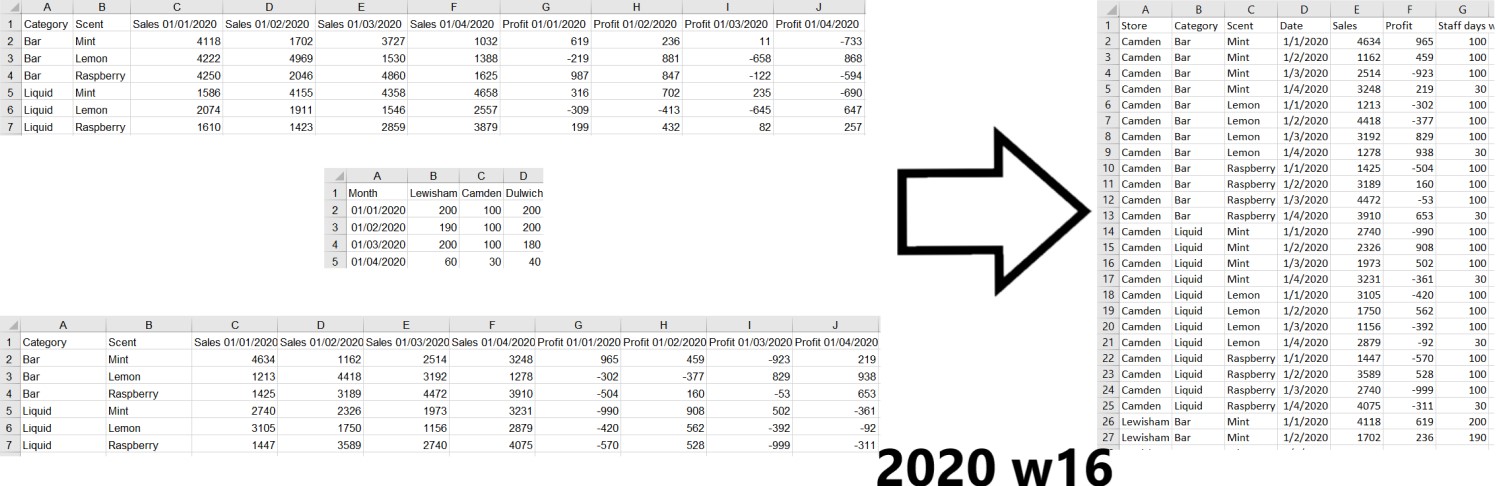 A B C D E F G H I J
1 Category Scent Sales 01/01/2020 Sales 01/02/2020 Sales 01/03/2020 Sales 01/04/2020 Profit 01/01/2020 Profit 01/02/2020 Profit 01/03/2020 Profit 01/04/2020
2 Bar Mint 4118 1702 3727 1032 619 236 11 -733
3 Bar Lemon 4222 4969 1530 1388 -219 881 -658 868
4 Bar Raspberry 4250 2046 4860 1625 987 847 -122 -594
5 Liquid Mint 1586 4155 4358 4658 316 702 235 -690
6 Liquid Lemon 2074 1911 1546 2557 -309 -413 -645 647
7 Liquid Raspberry 1610 1423 2859 3879 199 432 82 257
A B C D
1 Month Lewisham Camden Dulwich
2 01/01/2020 200 100 200
3 01/02/2020 190 100 200
4 01/03/2020 200 100 180
5 01/04/2020 60 30 40
A B C D E F G H I J
1 Category Scent Sales 01/01/2020 Sales 01/02/2020 Sales 01/03/2020 Sales 01/04/2020 Profit 01/01/2020 Profit 01/02/2020 Profit 01/03/2020 Profit 01/04/2020
2 Bar Mint 4634 1162 2514 3248 965 459 -923 219
3 Bar Lemon 1213 4418 3192 1278 -302 -377 829 938
4 Bar Raspberry 1425 3189 4472 3910 -504 160 -53 653
5 Liquid Mint 2740 2326 1973 3231 -990 908 502 -361
6 Liquid Lemon 3105 1750 1156 2879 -420 562 -392 -92
7 Liquid Raspberry 1447 3589 2740 4075 -570 528 -999 -311
A B C D E F G
1 Store Category Scent Date Sales Profit Staff days w
2 Camden Bar Mint 1/1/2020 4634 965 100
3 Camden Bar Mint 1/2/2020 1162 459 100
4 Camden Bar Mint 1/3/2020 2514 -923 100
5 Camden Bar Mint 1/4/2020 3248 219 30
6 Camden Bar Lemon 1/1/2020 1213 -302 100
7 Camden Bar Lemon 1/2/2020 4418 -377 100
8 Camden Bar Lemon 1/3/2020 3192 829 100
9 Camden Bar Lemon 1/4/2020 1278 938 30
10 Camden Bar Raspberry 1/1/2020 1425 -504 100
11 Camden Bar Raspberry 1/2/2020 3189 160 100
12 Camden Bar Raspberry 1/3/2020 4472 -53 100
13 Camden Bar Raspberry 1/4/2020 3910 653 30
14 Camden Liquid Mint 1/1/2020 2740 -990 100
15 Camden Liquid Mint 1/2/2020 2326 908 100
16 Camden Liquid Mint 1/3/2020 1973 502 100
17 Camden Liquid Mint 1/4/2020 3231 -361 30
18 Camden Liquid Lemon 1/1/2020 3105 -420 100
19 Camden Liquid Lemon 1/2/2020 1750 562 100
20 Camden Liquid Lemon 1/3/2020 1156 -392 100
21 Camden Liquid Lemon 1/4/2020 2879 -92 30
22 Camden Liquid Raspberry 1/1/2020 1447 -570 100
23 Camden Liquid Raspberry 1/2/2020 3589 528 100
24 Camden Liquid Raspberry 1/3/2020 2740 -999 100
25 Camden Liquid Raspberry 1/4/2020 4075 -311 30
26 Lewisham Bar Mint 1/1/2020 4118 619 200
27 Lewisham Bar Mint 1/2/2020 1702 236 190
2020 w16